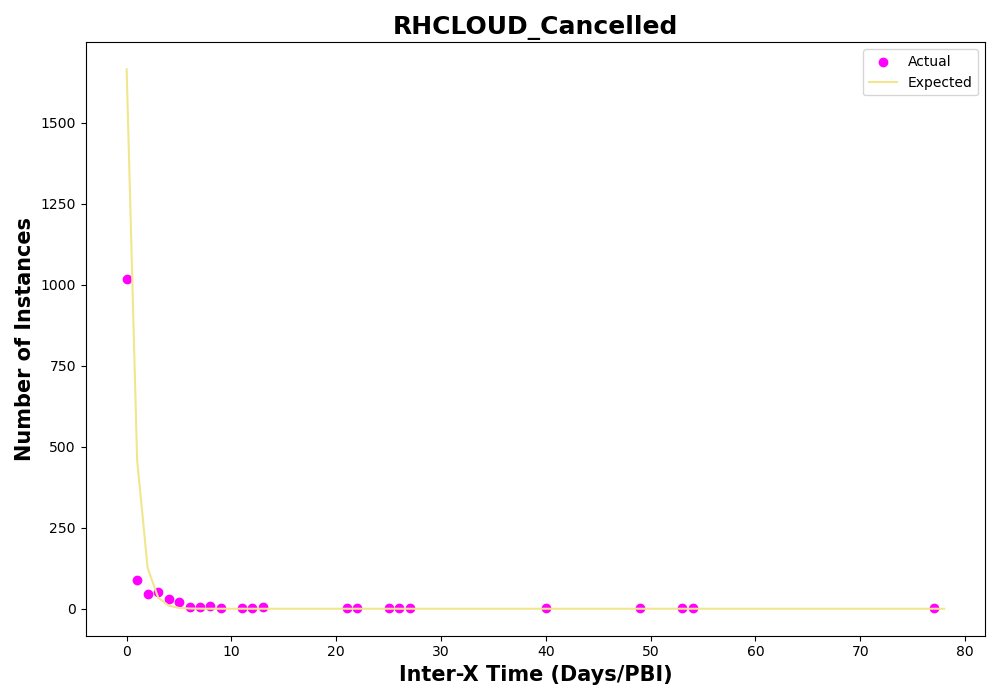 RHCLOUD_Cancelled
Actual
Expected
Number of Instances
1500
1250
1000
750
500
250
0
0 10 20 30 40 50 60 70 80
Inter-X Time (Days/PBI)